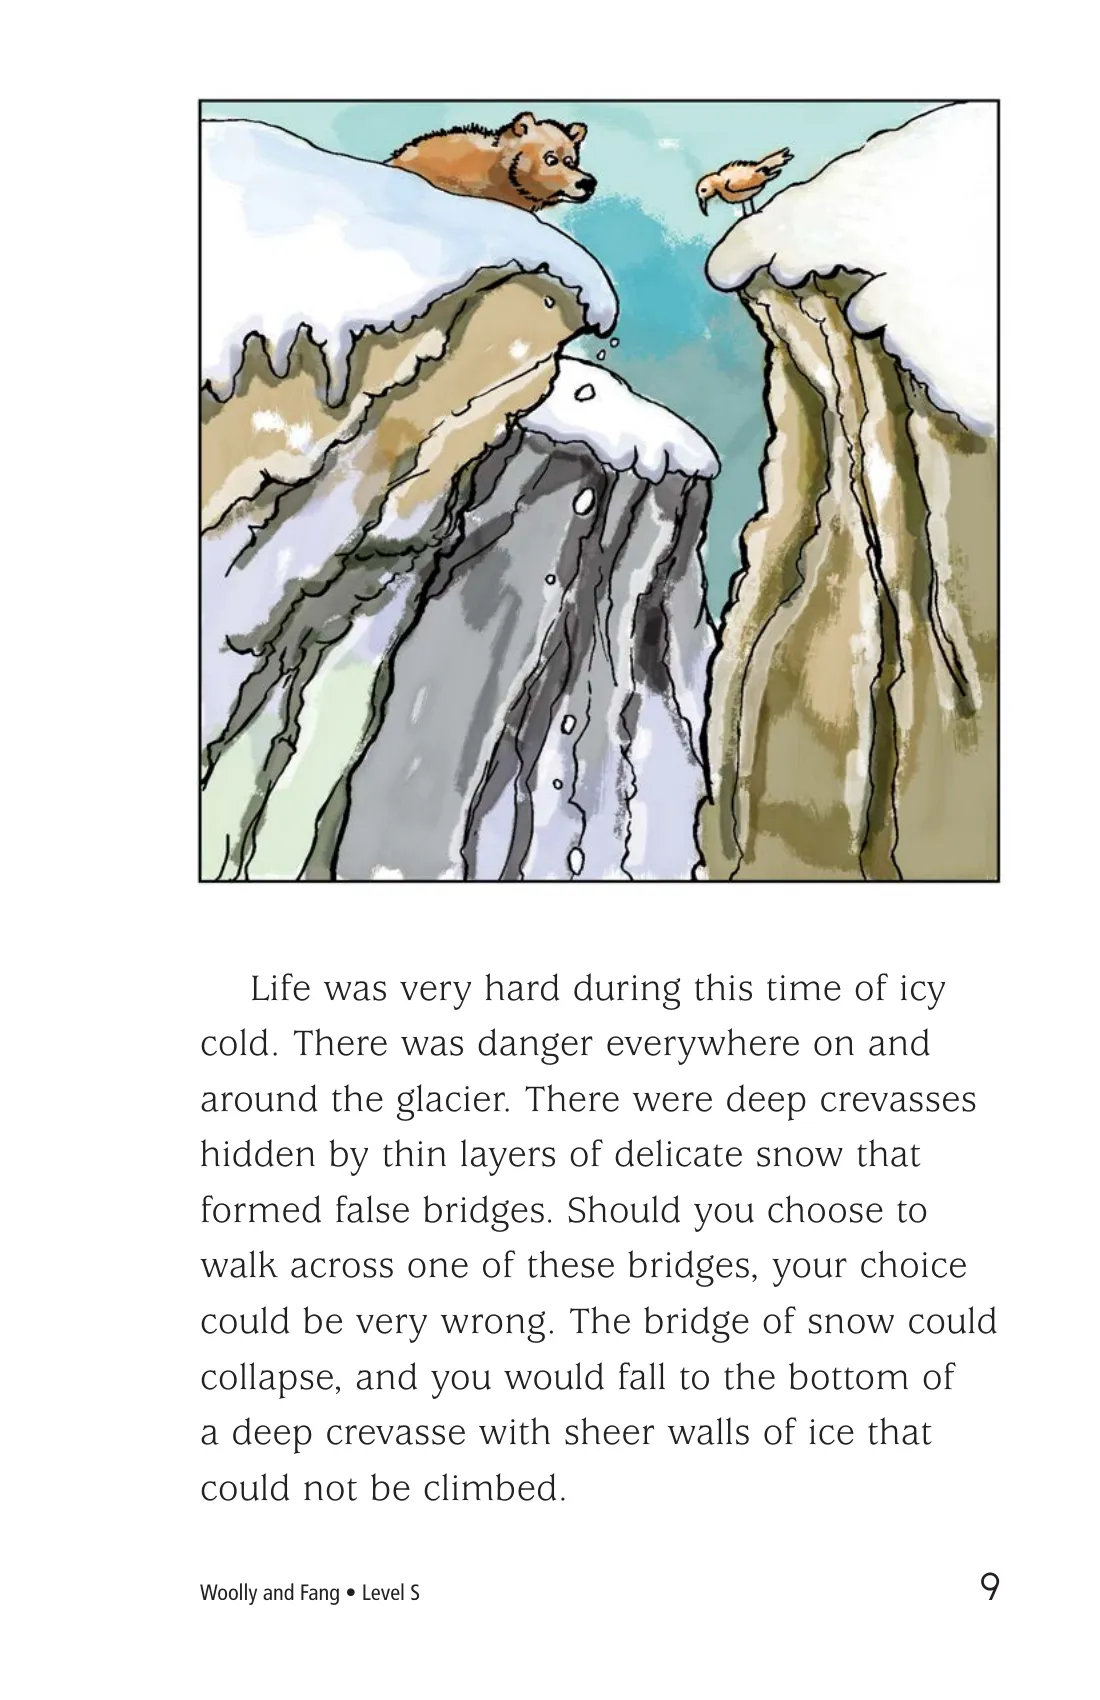 Life was very hard during this time of icy
cold. There was danger everywhere on and
around the glacier. There were deep crevasses
hidden by thin layers of delicate snow that
formed false bridges. Should you choose to
walk across one of these bridges, your choice
could be very wrong. The bridge of snow could
collapse, and you would fall to the bottom of
a deep crevasse with sheer walls of ice that
could not be climbed.
Woolly and Fang • Level S
9